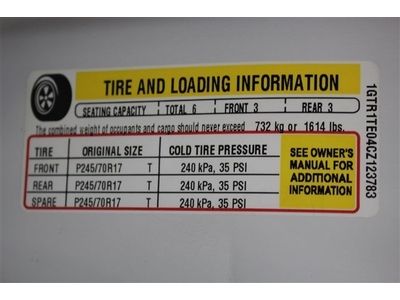 TIRE AND LOADING INFORMATION
SEATING CAPACITY TOTAL 6 FRONT 3 REAR 3
The combined weight of occupants and cargo should never exceed 732 kg or 1614 lbs.
TIRE ORIGINAL SIZE COLD TIRE PRESSURE
FRONT P245/70R17 T 240 kPa, 35 PSI
REAR P245/70R17 T 240 kPa, 35 PSI
SPARE P245/70R17 T 240 kPa, 35 PSI
SEE OWNER'S
MANUAL FOR
ADDITIONAL
INFORMATION
1GTR1TE04CZ123783